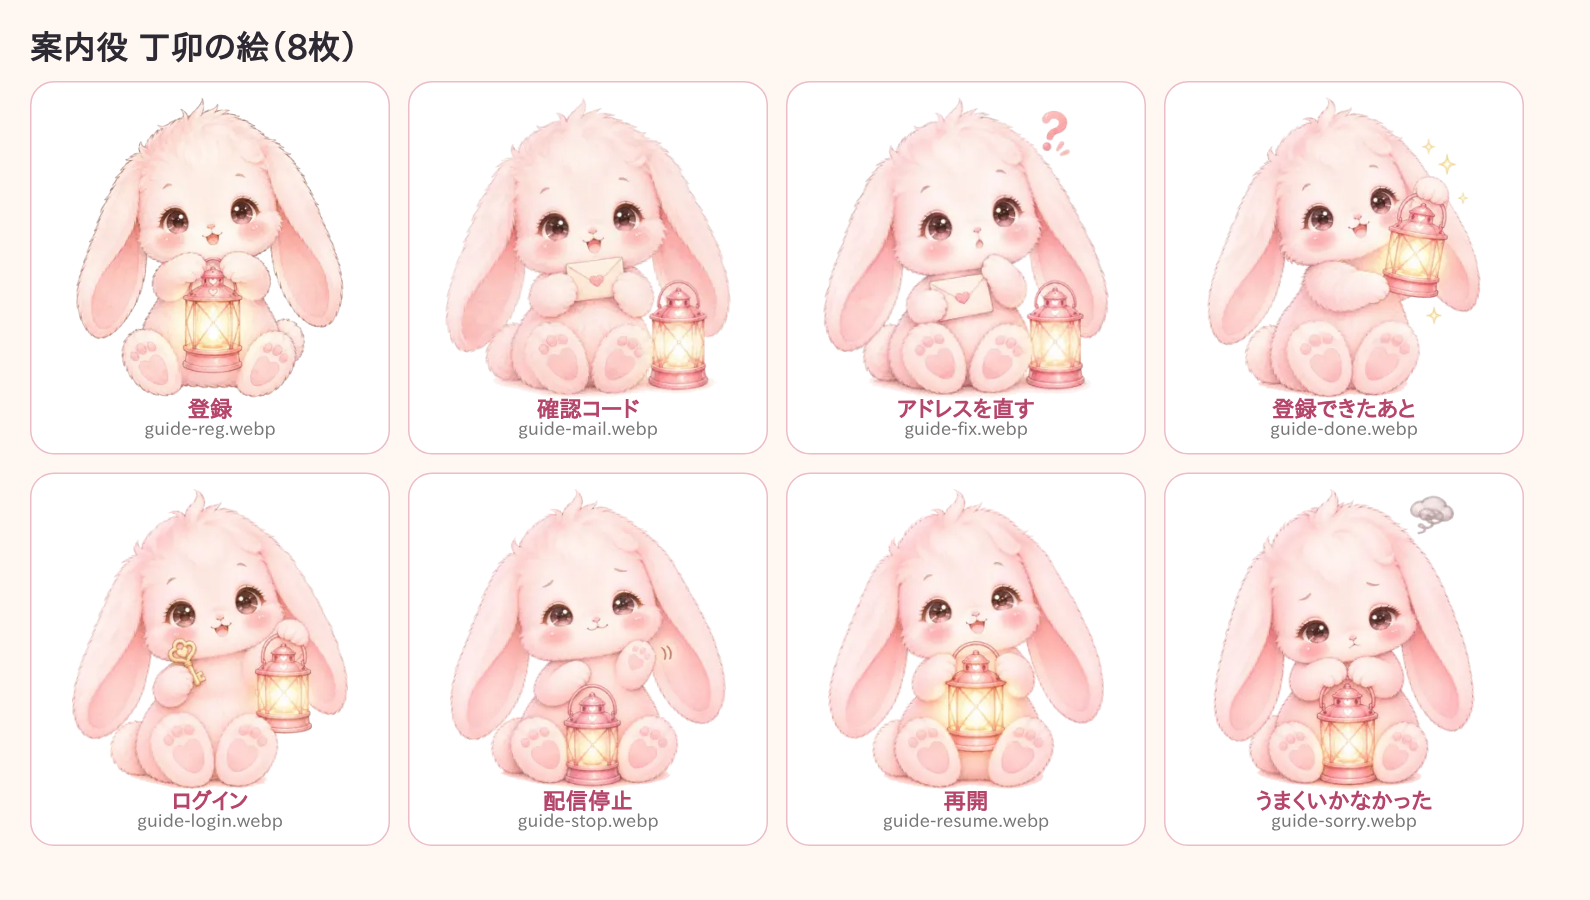 案内役 丁卯の絵（8枚）
登録
guide-reg.webp
確認コード
guide-mail.webp
アドレスを直す
guide-fix.webp
登録できたあと
guide-done.webp
ログイン
guide-login.webp
配信停止
guide-stop.webp
再開
guide-resume.webp
うまくいかなかった
guide-sorry.webp